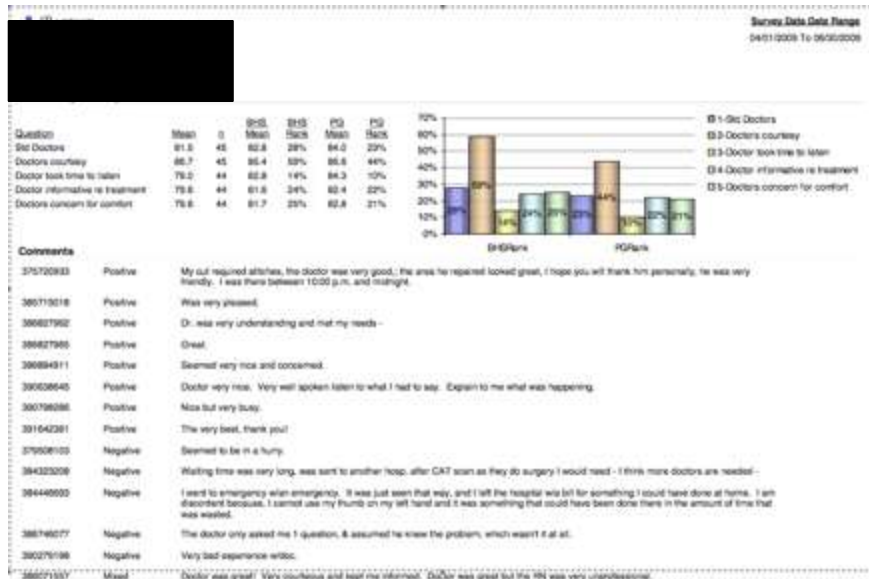 Survey Data Date Range
04/01/2009 To 06/30/2009
BHS BHS PG PG
Question Mean n Mean Rank Mean Rank
Std Doctors 81.5 45 82.8 28% 84.0 23%
Doctors courtesy 86.7 45 85.4 59% 86.6 44%
Doctor took time to listen 79.0 44 82.8 14% 84.3 10%
Doctor informative re treatment 79.6 44 81.6 24% 82.4 22%
Doctors concern for comfort 79.6 44 81.7 25% 82.8 21%
70%
60%
50%
40%
30%
20%
10%
0%
28% 59% 14% 24% 25% 23% 44% 10% 22% 21%
BHSRank PGRank
1-Std Doctors
2-Doctors courtesy
3-Doctor took time to listen
4-Doctor informative re treatment
5-Doctors concern for comfort
Comments
Positive My cut required stitches, the doctor was very good,; the area he repaired looked great, I hope you will thank him personally, he was very
friendly. I was there between 10:00 p.m. and midnight.
Positive Was very pleased.
Positive Dr. was very understanding and met my needs -
Positive Great.
Positive Seemed very nice and concerned.
Positive Doctor very nice. Very well spoken listen to what I had to say. Explain to me what was happening.
Positive Nice but very busy.
Positive The very best, thank you!
Negative Seemed to be in a hurry.
Negative Waiting time was very long, was sent to another hosp. after CAT scan as they do surgery I would need - I think more doctors are needed -
Negative I went to emergency w/an emergency. It was just seen that way, and I left the hospital w/a bill for something I could have done at home. I am
discontent because, I cannot use my thumb on my left hand and it was something that could have been done there in the amount of time that
was wasted.
Negative The doctor only asked me 1 question, & assumed he knew the problem, which wasn't it at all.
Negative Very bad experience w/doc.
Mixed Doctor was great! Very courteous and kept me informed. Doctor was great but the RN was very unprofessional.